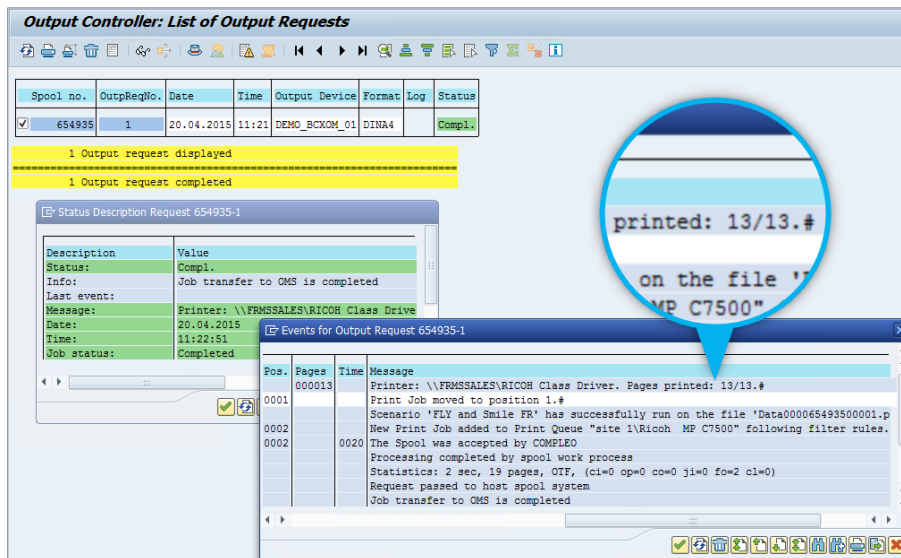 Output Controller: List of Output Requests
Spool no. OutpReqNo. Date Time Output Device Format Log Status
654935 1 20.04.2015 11:21 DEMO_BCXOM_01 DINA4 Compl.
1 Output request displayed
1 Output request completed
printed: 13/13.#
on the file '
MP C7500"
Status Description Request 654935-1
Description Value
Status: Compl.
Info: Job transfer to OMS is completed
Last event:
Message: Printer: \\FRMSSALES\RICOH Class Drive
Date: 20.04.2015
Time: 11:22:51
Job status: Completed
Events for Output Request 654935-1
Pos. Pages Time Message
000013 Printer: \\FRMSSALES\RICOH Class Driver. Pages printed: 13/13.#
0001 Print Job moved to position 1.#
Scenario 'FLY and Smile FR' has successfully run on the file 'Data000065493500001.p
0002 New Print Job added to Print Queue "site 1\Ricoh MP C7500" following filter rules.
0002 0020 The Spool was accepted by COMPLEO
Processing completed by spool work process
Statistics: 2 sec, 19 pages, OTF, (ci=0 op=0 co=0 ji=0 fo=2 cl=0)
Request passed to host spool system
Job transfer to OMS is completed